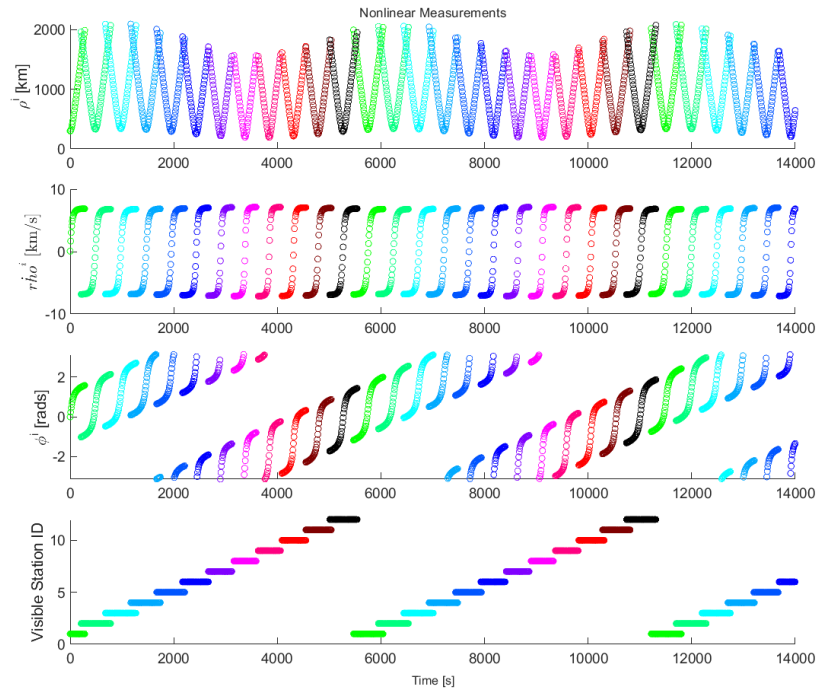 Nonlinear Measurements
ρ^i [km]
2000
1000
0
0 2000 4000 6000 8000 10000 12000 14000
rḣo^i [km/s]
10
0
-10
0 2000 4000 6000 8000 10000 12000 14000
ϕ^i [rads]
2
0
-2
0 2000 4000 6000 8000 10000 12000 14000
Visible Station ID
10
5
0
0 2000 4000 6000 8000 10000 12000 14000
Time [s]